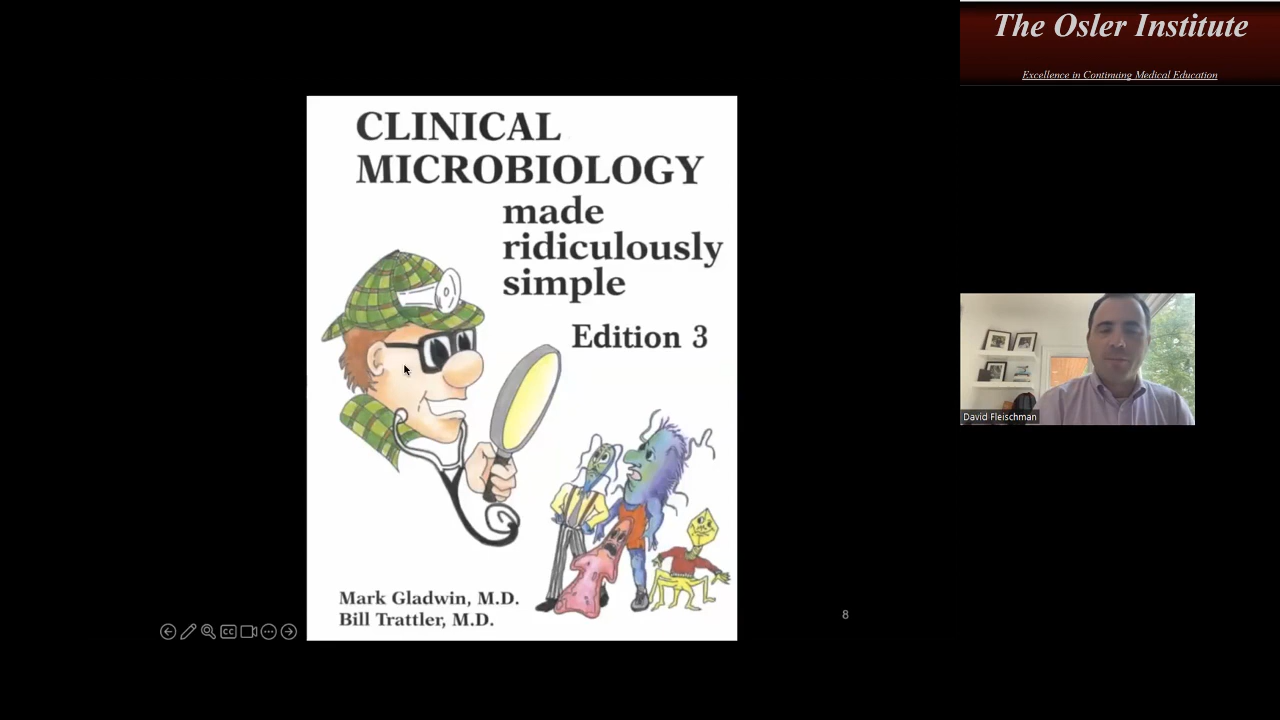 The Osler Institute
Excellence in Continuing Medical Education
CLINICAL
MICROBIOLOGY
made
ridiculously
simple
Edition 3
Mark Gladwin, M.D.
Bill Trattler, M.D.
David Fleischman
8
CC